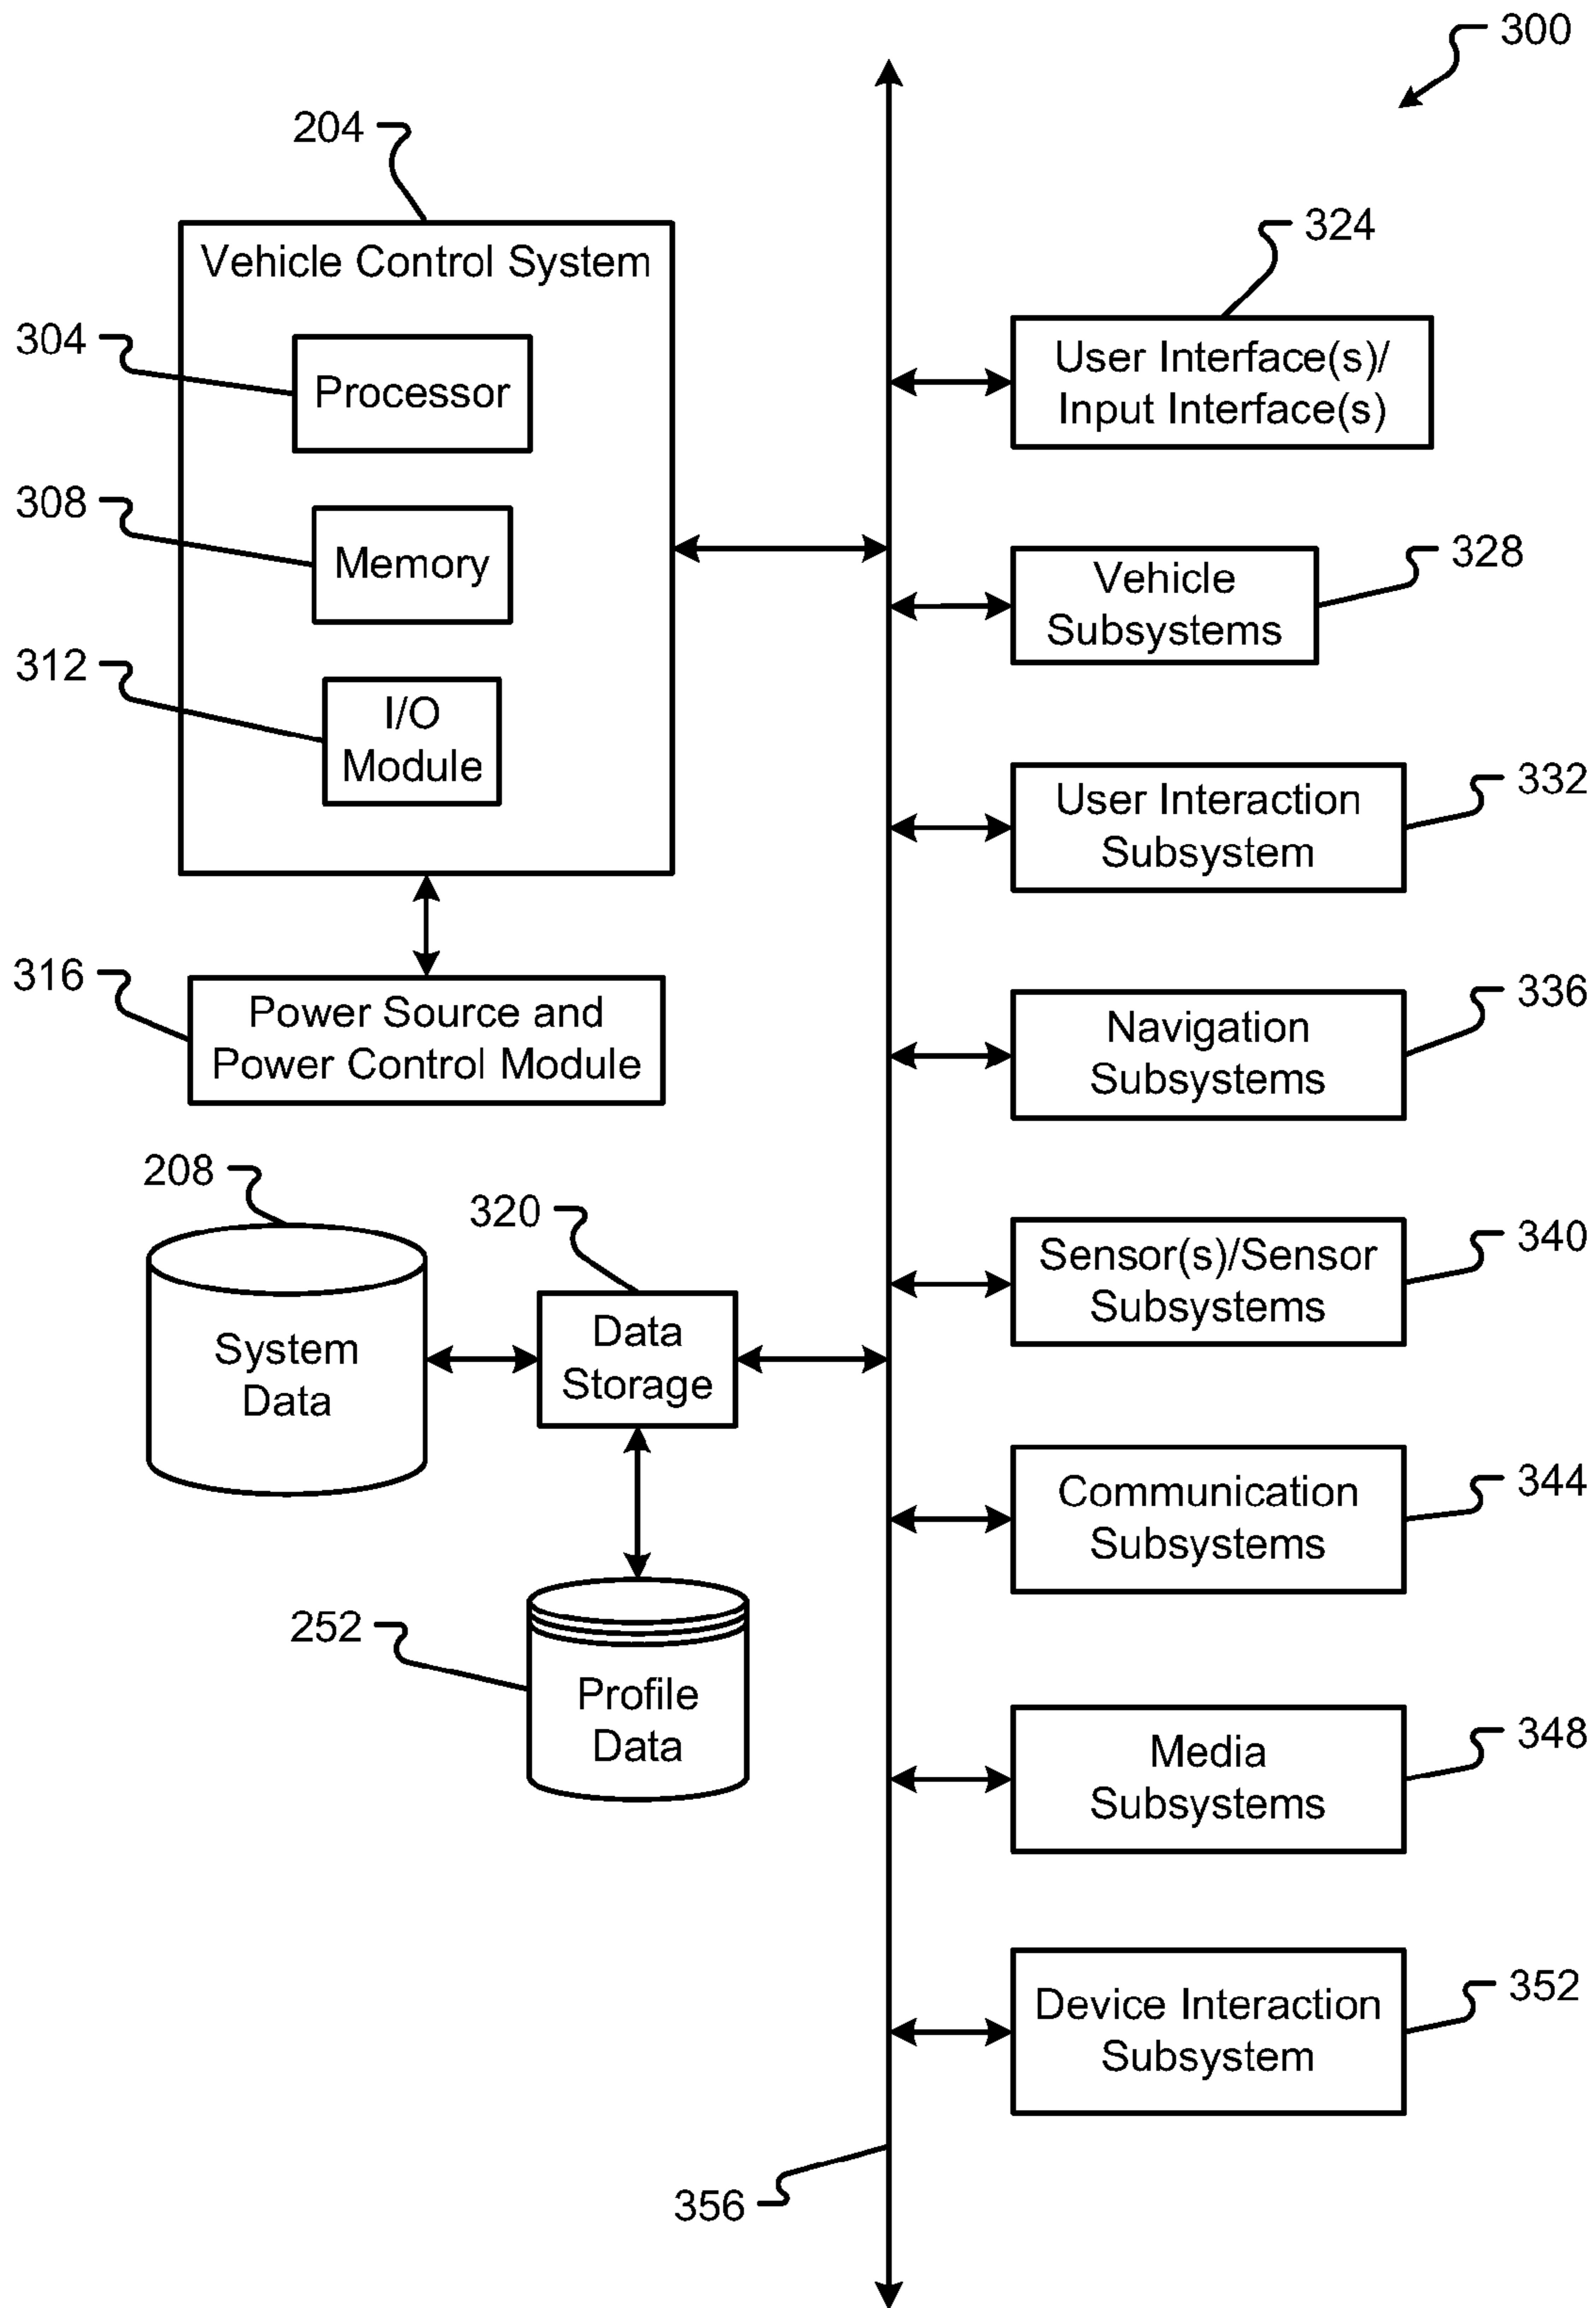 300
204
Vehicle Control System
304
Processor
308
Memory
312
I/O
Module
316
Power Source and
Power Control Module
208
System
Data
320
Data
Storage
252
Profile
Data
324
User Interface(s)/
Input Interface(s)
328
Vehicle
Subsystems
332
User Interaction
Subsystem
336
Navigation
Subsystems
340
Sensor(s)/Sensor
Subsystems
344
Communication
Subsystems
348
Media
Subsystems
352
Device Interaction
Subsystem
356